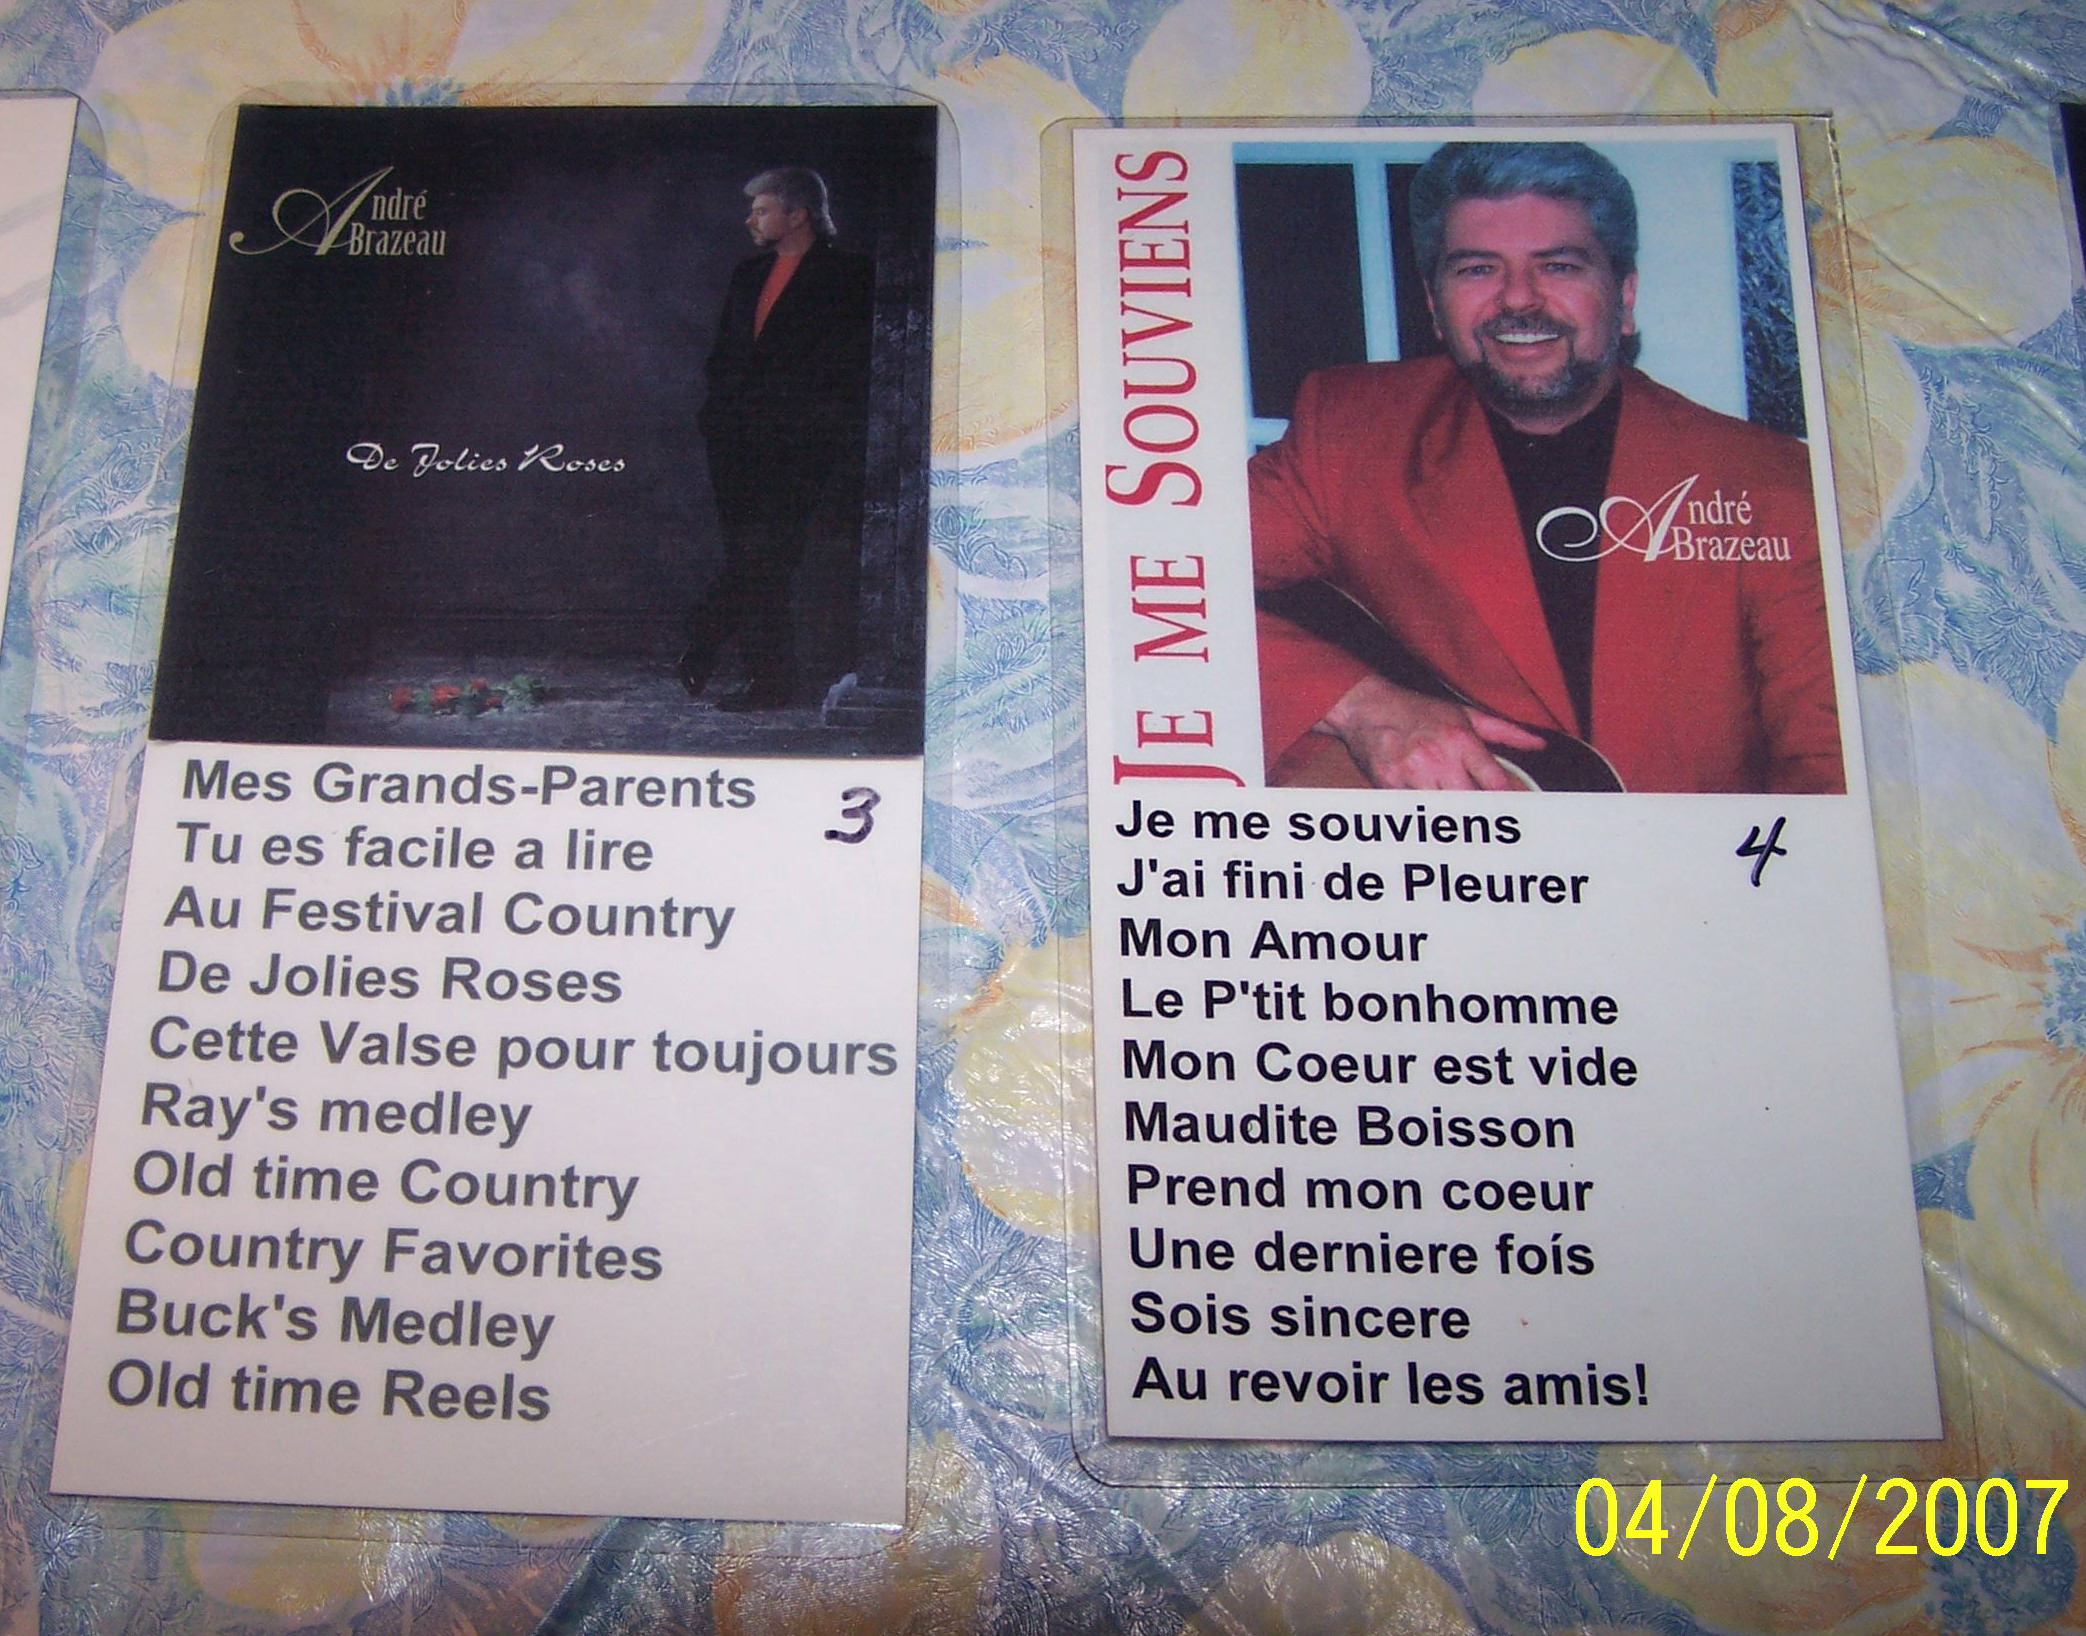 André
Brazeau
De Jolies Roses
Mes Grands-Parents
3
Tu es facile a lire
Au Festival Country
De Jolies Roses
Cette Valse pour toujours
Ray's medley
Old time Country
Country Favorites
Buck's Medley
Old time Reels
JE ME SOUVIENS
André
Brazeau
Je me souviens
4
J'ai fini de Pleurer
Mon Amour
Le P'tit bonhomme
Mon Coeur est vide
Maudite Boisson
Prend mon coeur
Une derniere foís
Sois sincere
Au revoir les amis!
04/08/2007